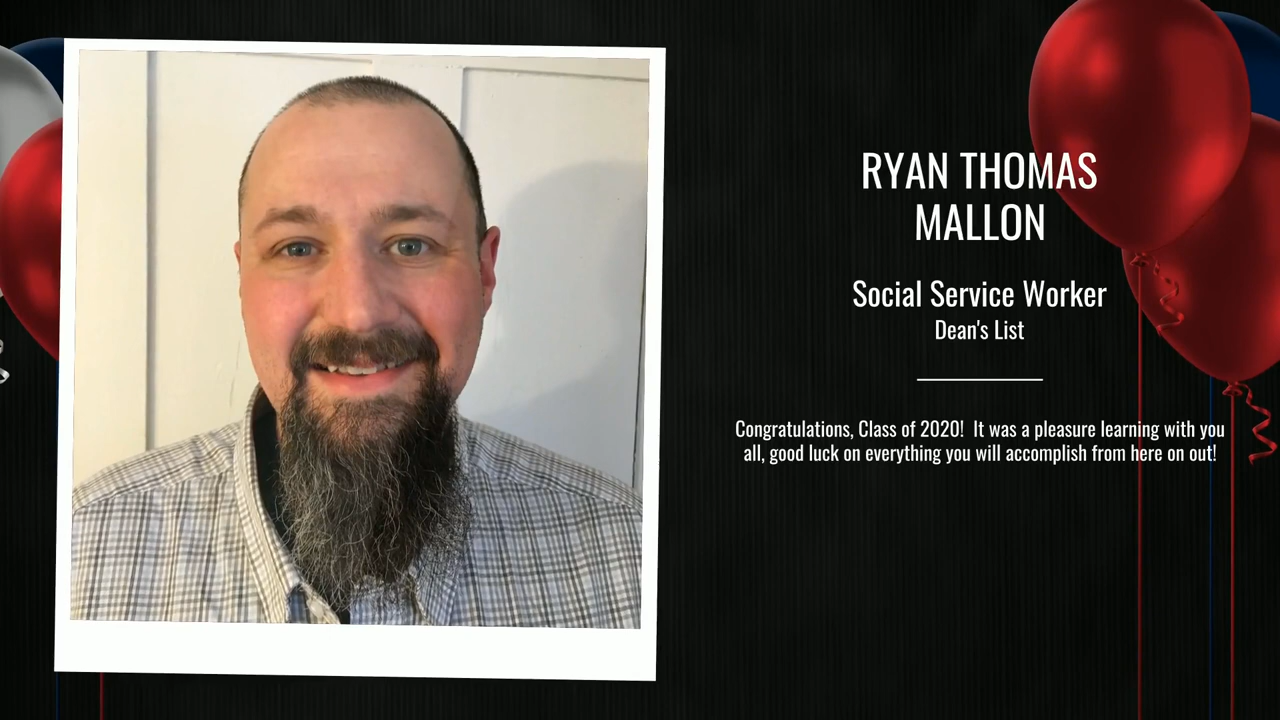 RYAN THOMAS
MALLON
Social Service Worker
Dean's List
Congratulations, Class of 2020! It was a pleasure learning with you
all, good luck on everything you will accomplish from here on out!